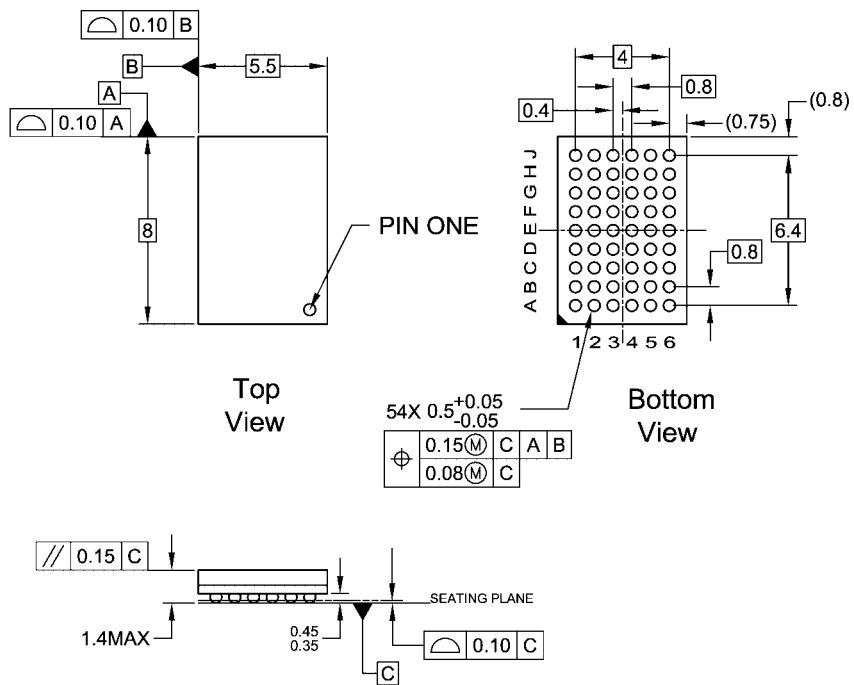 0.10 B
B
5.5
A
0.10 A
8
PIN ONE
Top
View
4
0.8
0.4
(0.75)
(0.8)
A B C D E F G H J
6.4
0.8
1 2 3 4 5 6
54X 0.5 +0.05
-0.05
0.15 Ⓜ C A B
0.08 Ⓜ C
Bottom
View
// 0.15 C
1.4MAX
0.45
0.35
SEATING PLANE
0.10 C
C